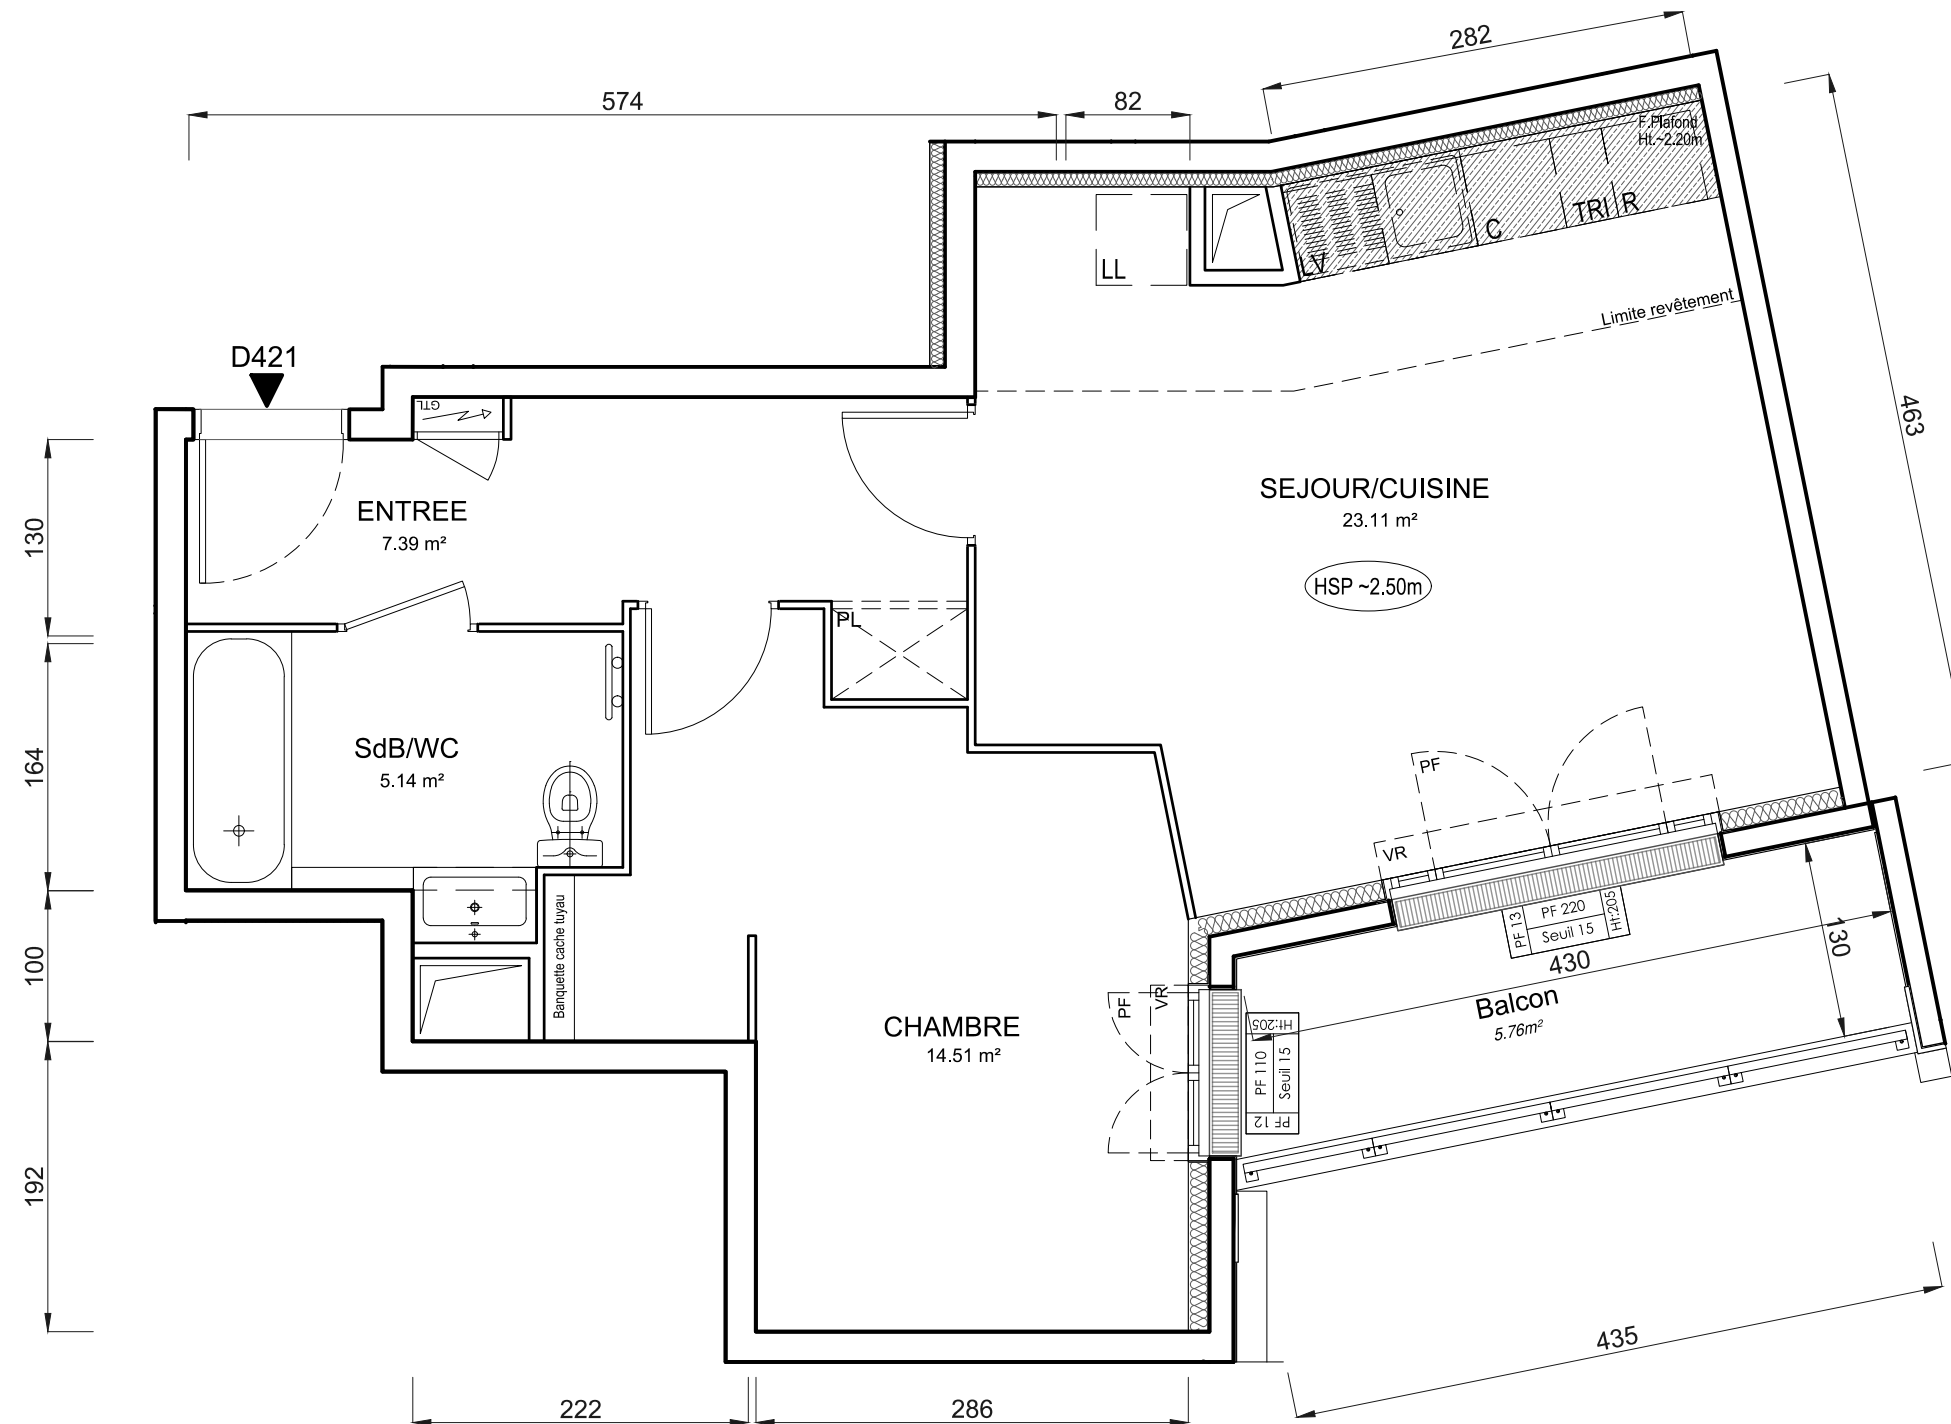 282
574
82
F.Plafond
Ht.~2.20m
TRI
R
C
LV
LL
Limite revêtement
D421
GTL
463
ENTREE
7.39 m²
SEJOUR/CUISINE
23.11 m²
HSP ~2.50m
130
PL
SdB/WC
5.14 m²
164
PF
VR
PF 13
PF 220
Seuil 15
Ht:205
130
430
Balcon
5.76m²
Banquette cache tuyau
100
CHAMBRE
14.51 m²
PF
VR
Ht:205
PF 110
Seuil 15
PF 12
192
435
222
286